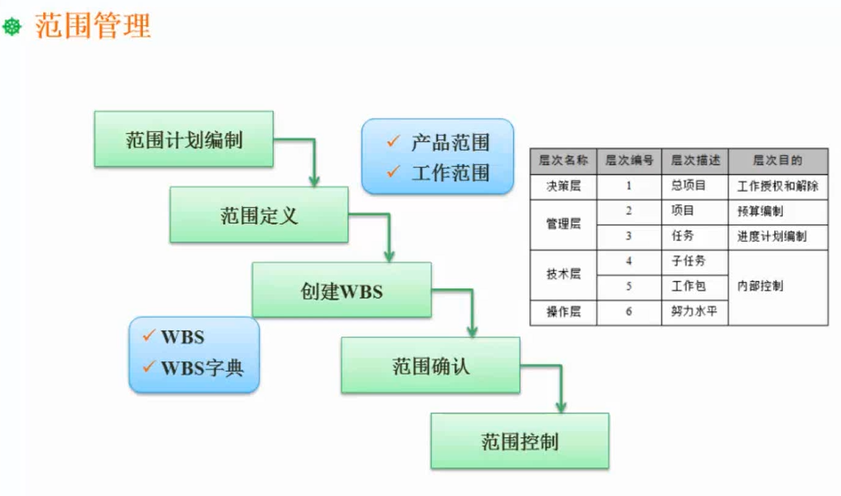 范围管理
范围计划编制
产品范围
工作范围
范围定义
创建WBS
WBS
WBS字典
范围确认
范围控制
层次名称 层次编号 层次描述 层次目的
决策层 1 总项目 工作授权和解除
管理层 2 项目 预算编制
3 任务 进度计划编制
技术层 4 子任务 内部控制
5 工作包
操作层 6 努力水平